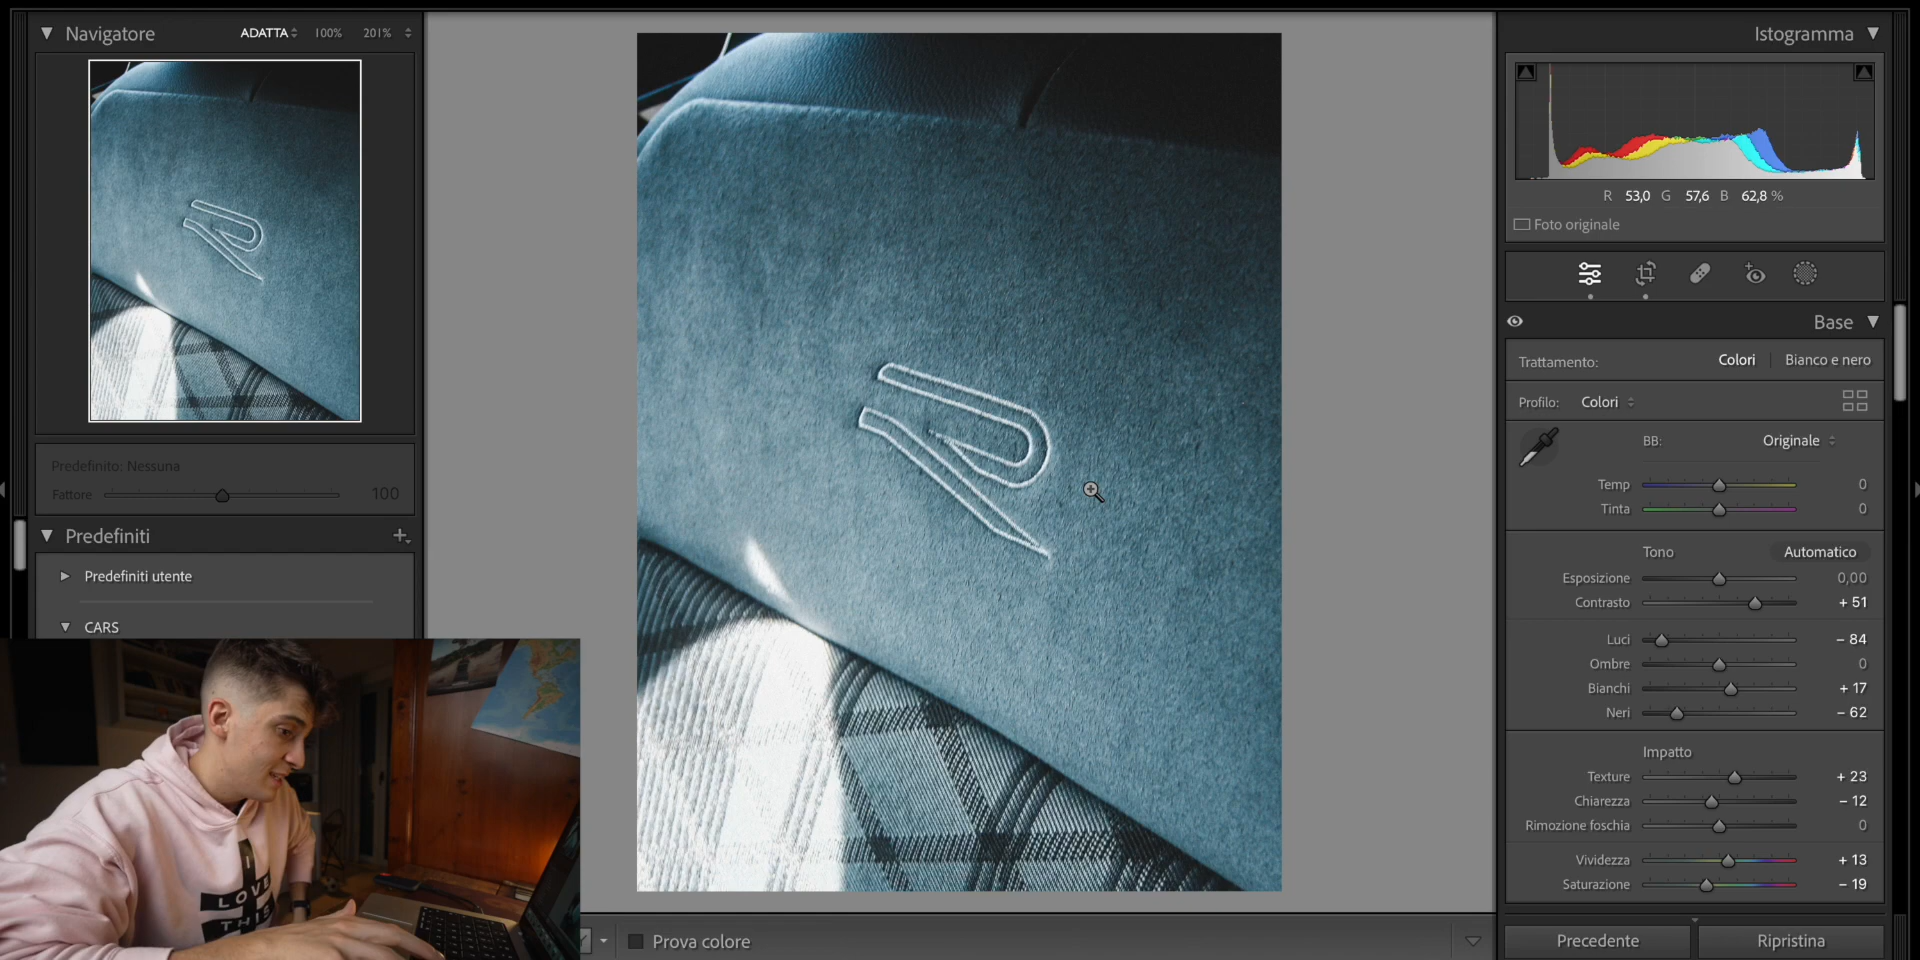 Navigatore
ADATTA 100% 201%
Predefinito: Nessuna
Fattore 100
Predefiniti
Predefiniti utente
CARS
I
LOVE
THIS
Prova colore
Istogramma
R 53,0 G 57,6 B 62,8 %
Foto originale
Base
Trattamento: Colori Bianco e nero
Profilo: Colori
BB: Originale
Temp 0
Tinta 0
Tono Automatico
Esposizione 0,00
Contrasto + 51
Luci – 84
Ombre 0
Bianchi + 17
Neri – 62
Impatto
Texture + 23
Chiarezza – 12
Rimozione foschia 0
Vividezza + 13
Saturazione – 19
Precedente Ripristina